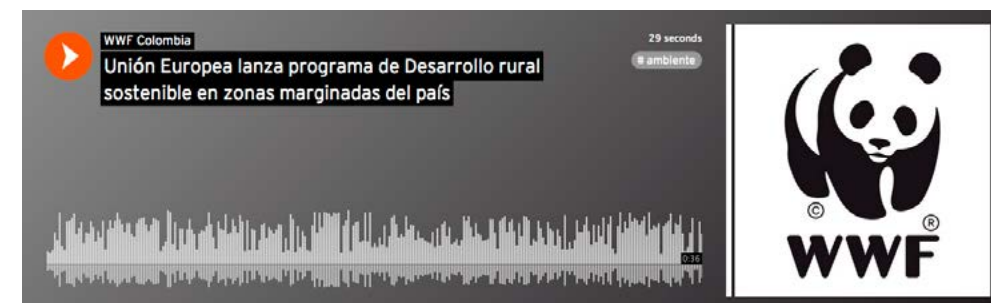 WWF Colombia
29 seconds
Unión Europea lanza programa de Desarrollo rural
# ambiente
sostenible en zonas marginadas del país
0:36
©
®
WWF